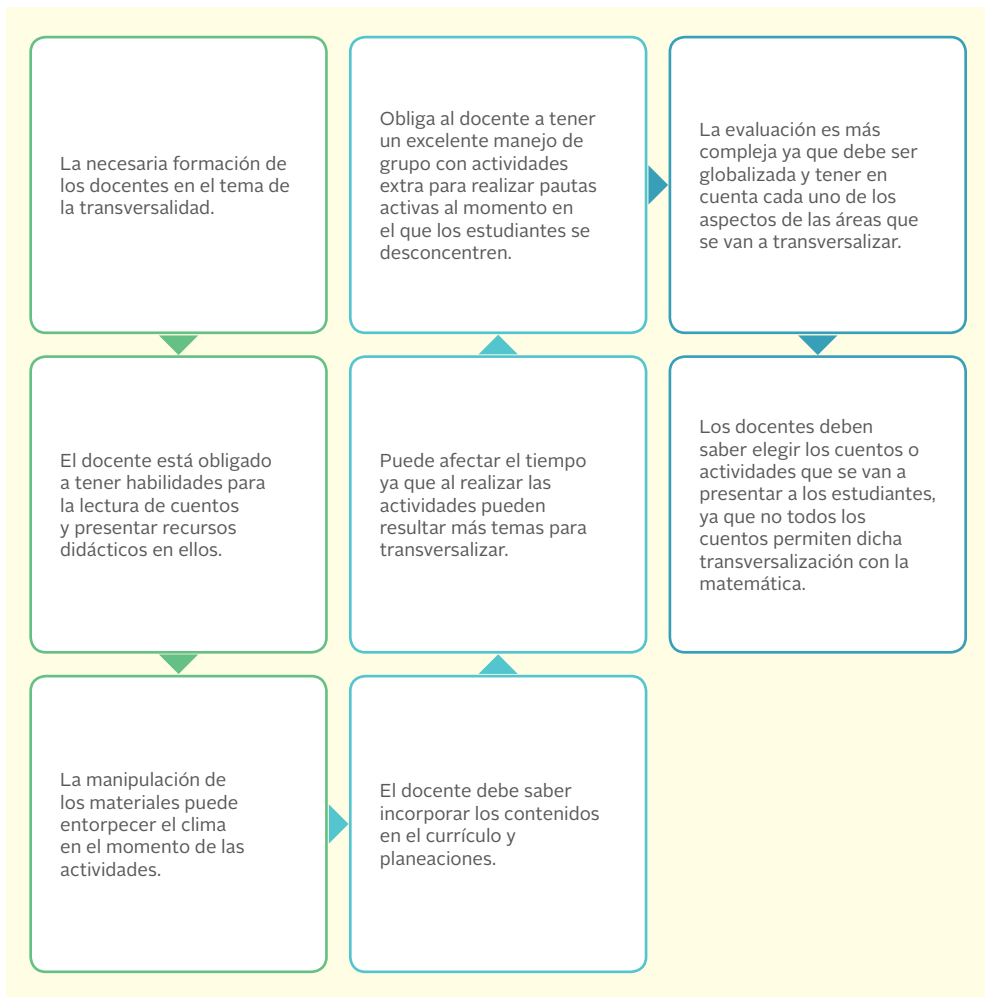 La necesaria formación de
los docentes en el tema de
la transversalidad.
El docente está obligado
a tener habilidades para
la lectura de cuentos
y presentar recursos
didácticos en ellos.
La manipulación de
los materiales puede
entorpecer el clima
en el momento de las
actividades.
El docente debe saber
incorporar los contenidos
en el currículo y
planeaciones.
Puede afectar el tiempo
ya que al realizar las
actividades pueden
resultar más temas para
transversalizar.
Obliga al docente a tener
un excelente manejo de
grupo con actividades
extra para realizar pautas
activas al momento en
el que los estudiantes se
desconcentren.
La evaluación es más
compleja ya que debe ser
globalizada y tener en
cuenta cada uno de los
aspectos de las áreas que
se van a transversalizar.
Los docentes deben
saber elegir los cuentos o
actividades que se van a
presentar a los estudiantes,
ya que no todos los
cuentos permiten dicha
transversalización con la
matemática.